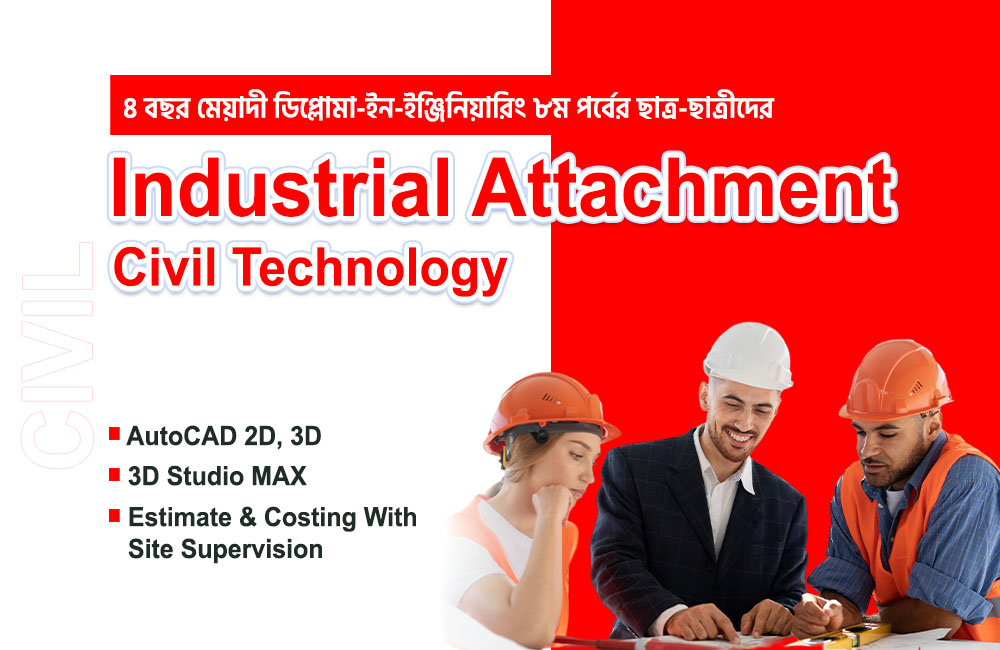 ৪ বছর মেয়াদী ডিপ্লোমা-ইন-ইঞ্জিনিয়ারিং ৮ম পর্বের ছাত্র-ছাত্রীদের
Industrial Attachment
Civil Technology
CIVIL
AutoCAD 2D, 3D
3D Studio MAX
Estimate & Costing With
Site Supervision